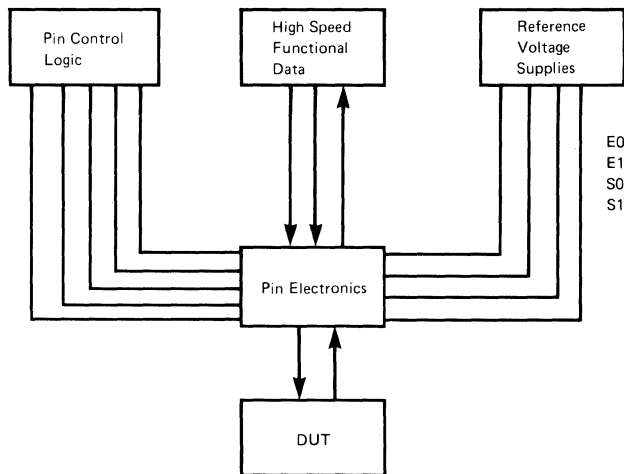 Pin Control
Logic
High Speed
Functional
Data
Reference
Voltage
Supplies
E0
E1
S0
S1
Pin Electronics
DUT